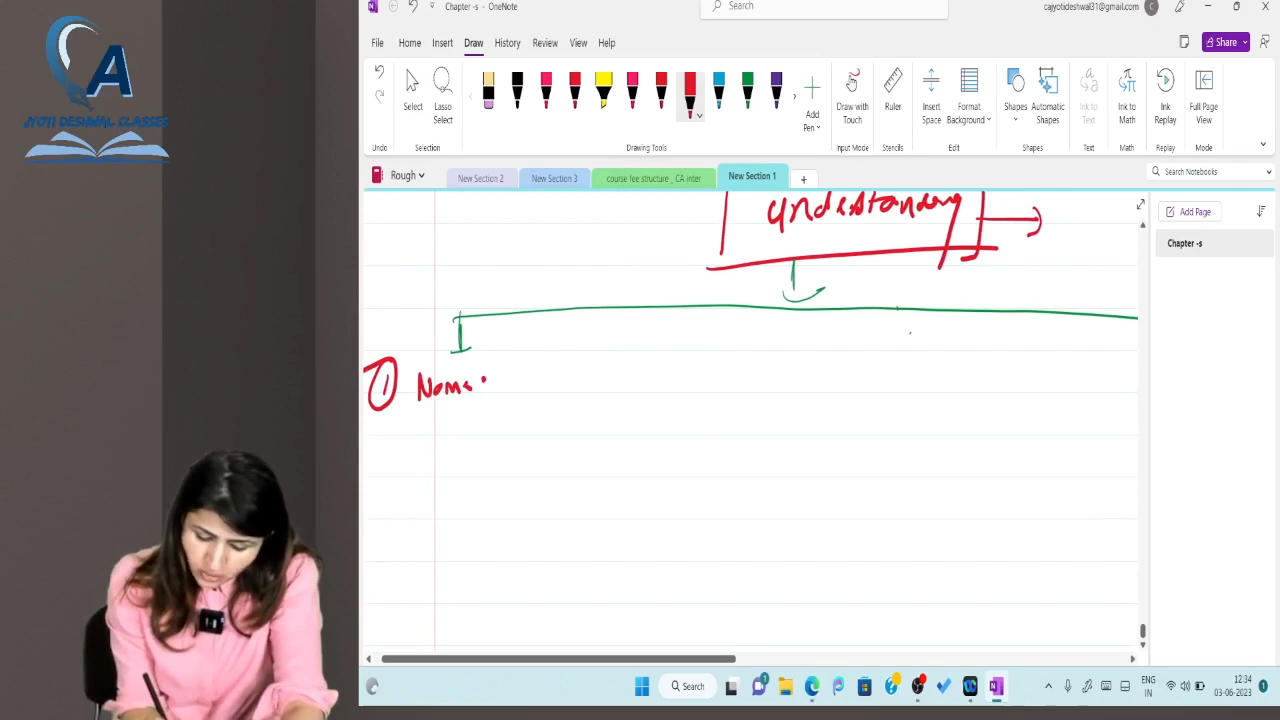 Chapter -s - OneNote
Search
cajyotideshwal31@gmail.com
C
File Home Insert Draw History Review View Help
Share
Select
Lasso Select
Add Pen
Draw with Touch
Ruler
Insert Space
Format Background
Shapes
Automatic Shapes
Ink to Text
Ink to Math
Ink Replay
Full Page View
Undo
Selection
Drawing Tools
Input Mode
Stencils
Edit
Shapes
Text
Math
Replay
Mode
A
JYOTI DESHWAL CLASSES
Rough
New Section 2
New Section 3
course fee structure _ CA inter
New Section 1
+
Search Notebooks
Add Page
Chapter -s
understanding
1 Name
Search
ENG
IN
12:34
03-06-2023